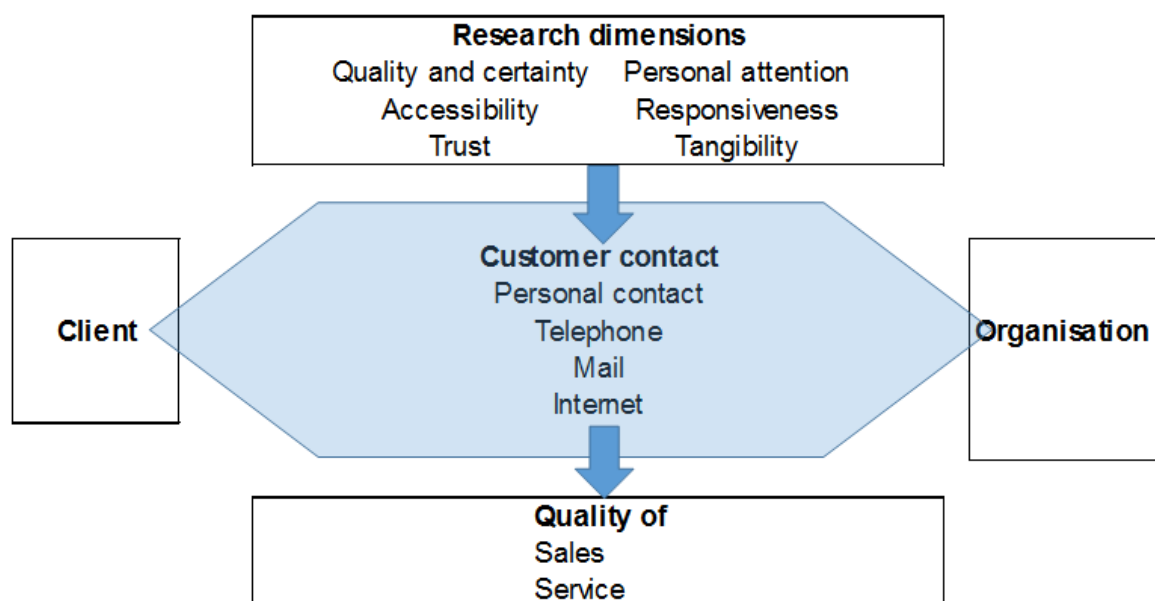 Research dimensions
Quality and certainty Personal attention
Accessibility Responsiveness
Trust Tangibility
Customer contact
Personal contact
Client Telephone Organisation
Mail
Internet
Quality of
Sales
Service